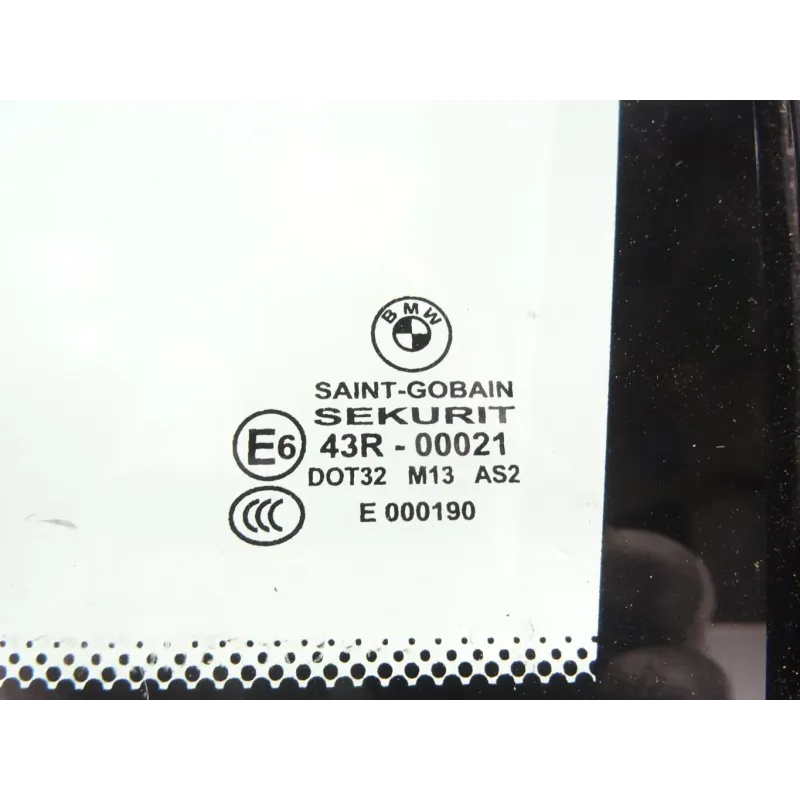 BMW
SAINT-GOBAIN
SEKURIT
E6 43R - 00021
DOT32 M13 AS2
CCC E 000190